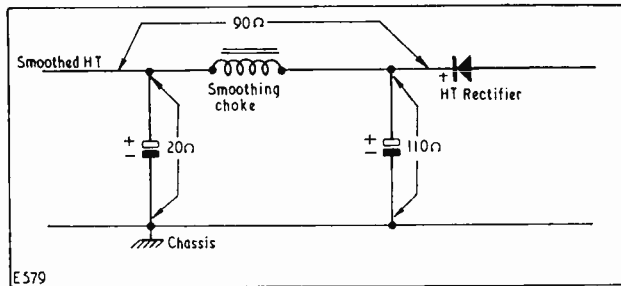 90Ω
Smoothed HT
Smoothing
choke
+
HT Rectifier
+
−
20Ω
+
−
110Ω
Chassis
E579